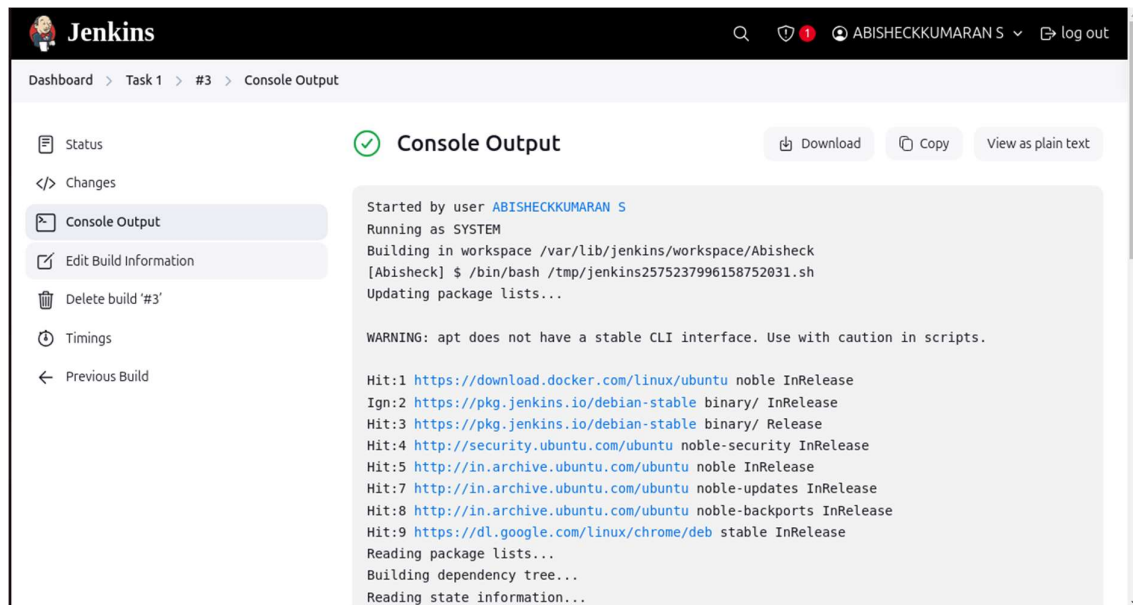 Jenkins
1 ABISHECKKUMARAN S log out
Dashboard > Task 1 > #3 > Console Output
Status
Changes
Console Output
Edit Build Information
Delete build '#3'
Timings
Previous Build
Console Output
Download Copy View as plain text
Started by user ABISHECKKUMARAN S
Running as SYSTEM
Building in workspace /var/lib/jenkins/workspace/Abisheck
[Abisheck] $ /bin/bash /tmp/jenkins2575237996158752031.sh
Updating package lists...
WARNING: apt does not have a stable CLI interface. Use with caution in scripts.
Hit:1 https://download.docker.com/linux/ubuntu noble InRelease
Ign:2 https://pkg.jenkins.io/debian-stable binary/ InRelease
Hit:3 https://pkg.jenkins.io/debian-stable binary/ Release
Hit:4 http://security.ubuntu.com/ubuntu noble-security InRelease
Hit:5 http://in.archive.ubuntu.com/ubuntu noble InRelease
Hit:7 http://in.archive.ubuntu.com/ubuntu noble-updates InRelease
Hit:8 http://in.archive.ubuntu.com/ubuntu noble-backports InRelease
Hit:9 https://dl.google.com/linux/chrome/deb stable InRelease
Reading package lists...
Building dependency tree...
Reading state information...